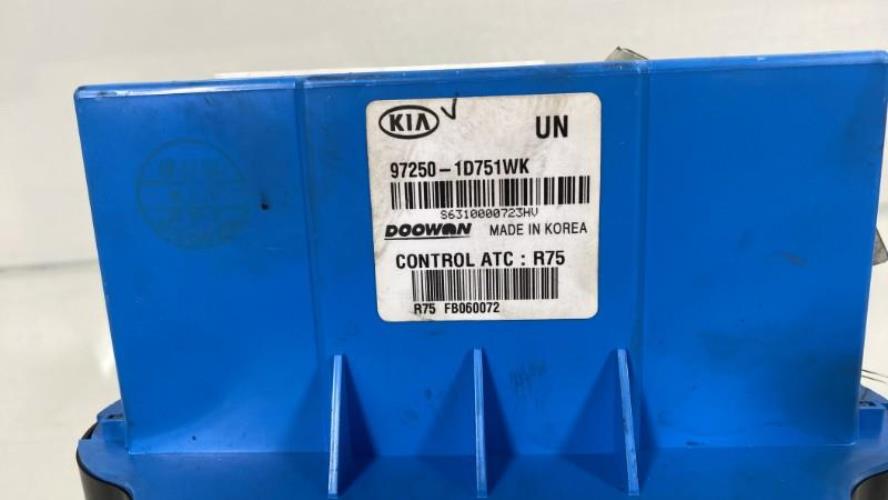 KIA UN
97250-1D751WK
S6310000723HV
DOOWON MADE IN KOREA
CONTROL ATC : R75
R75 FB060072